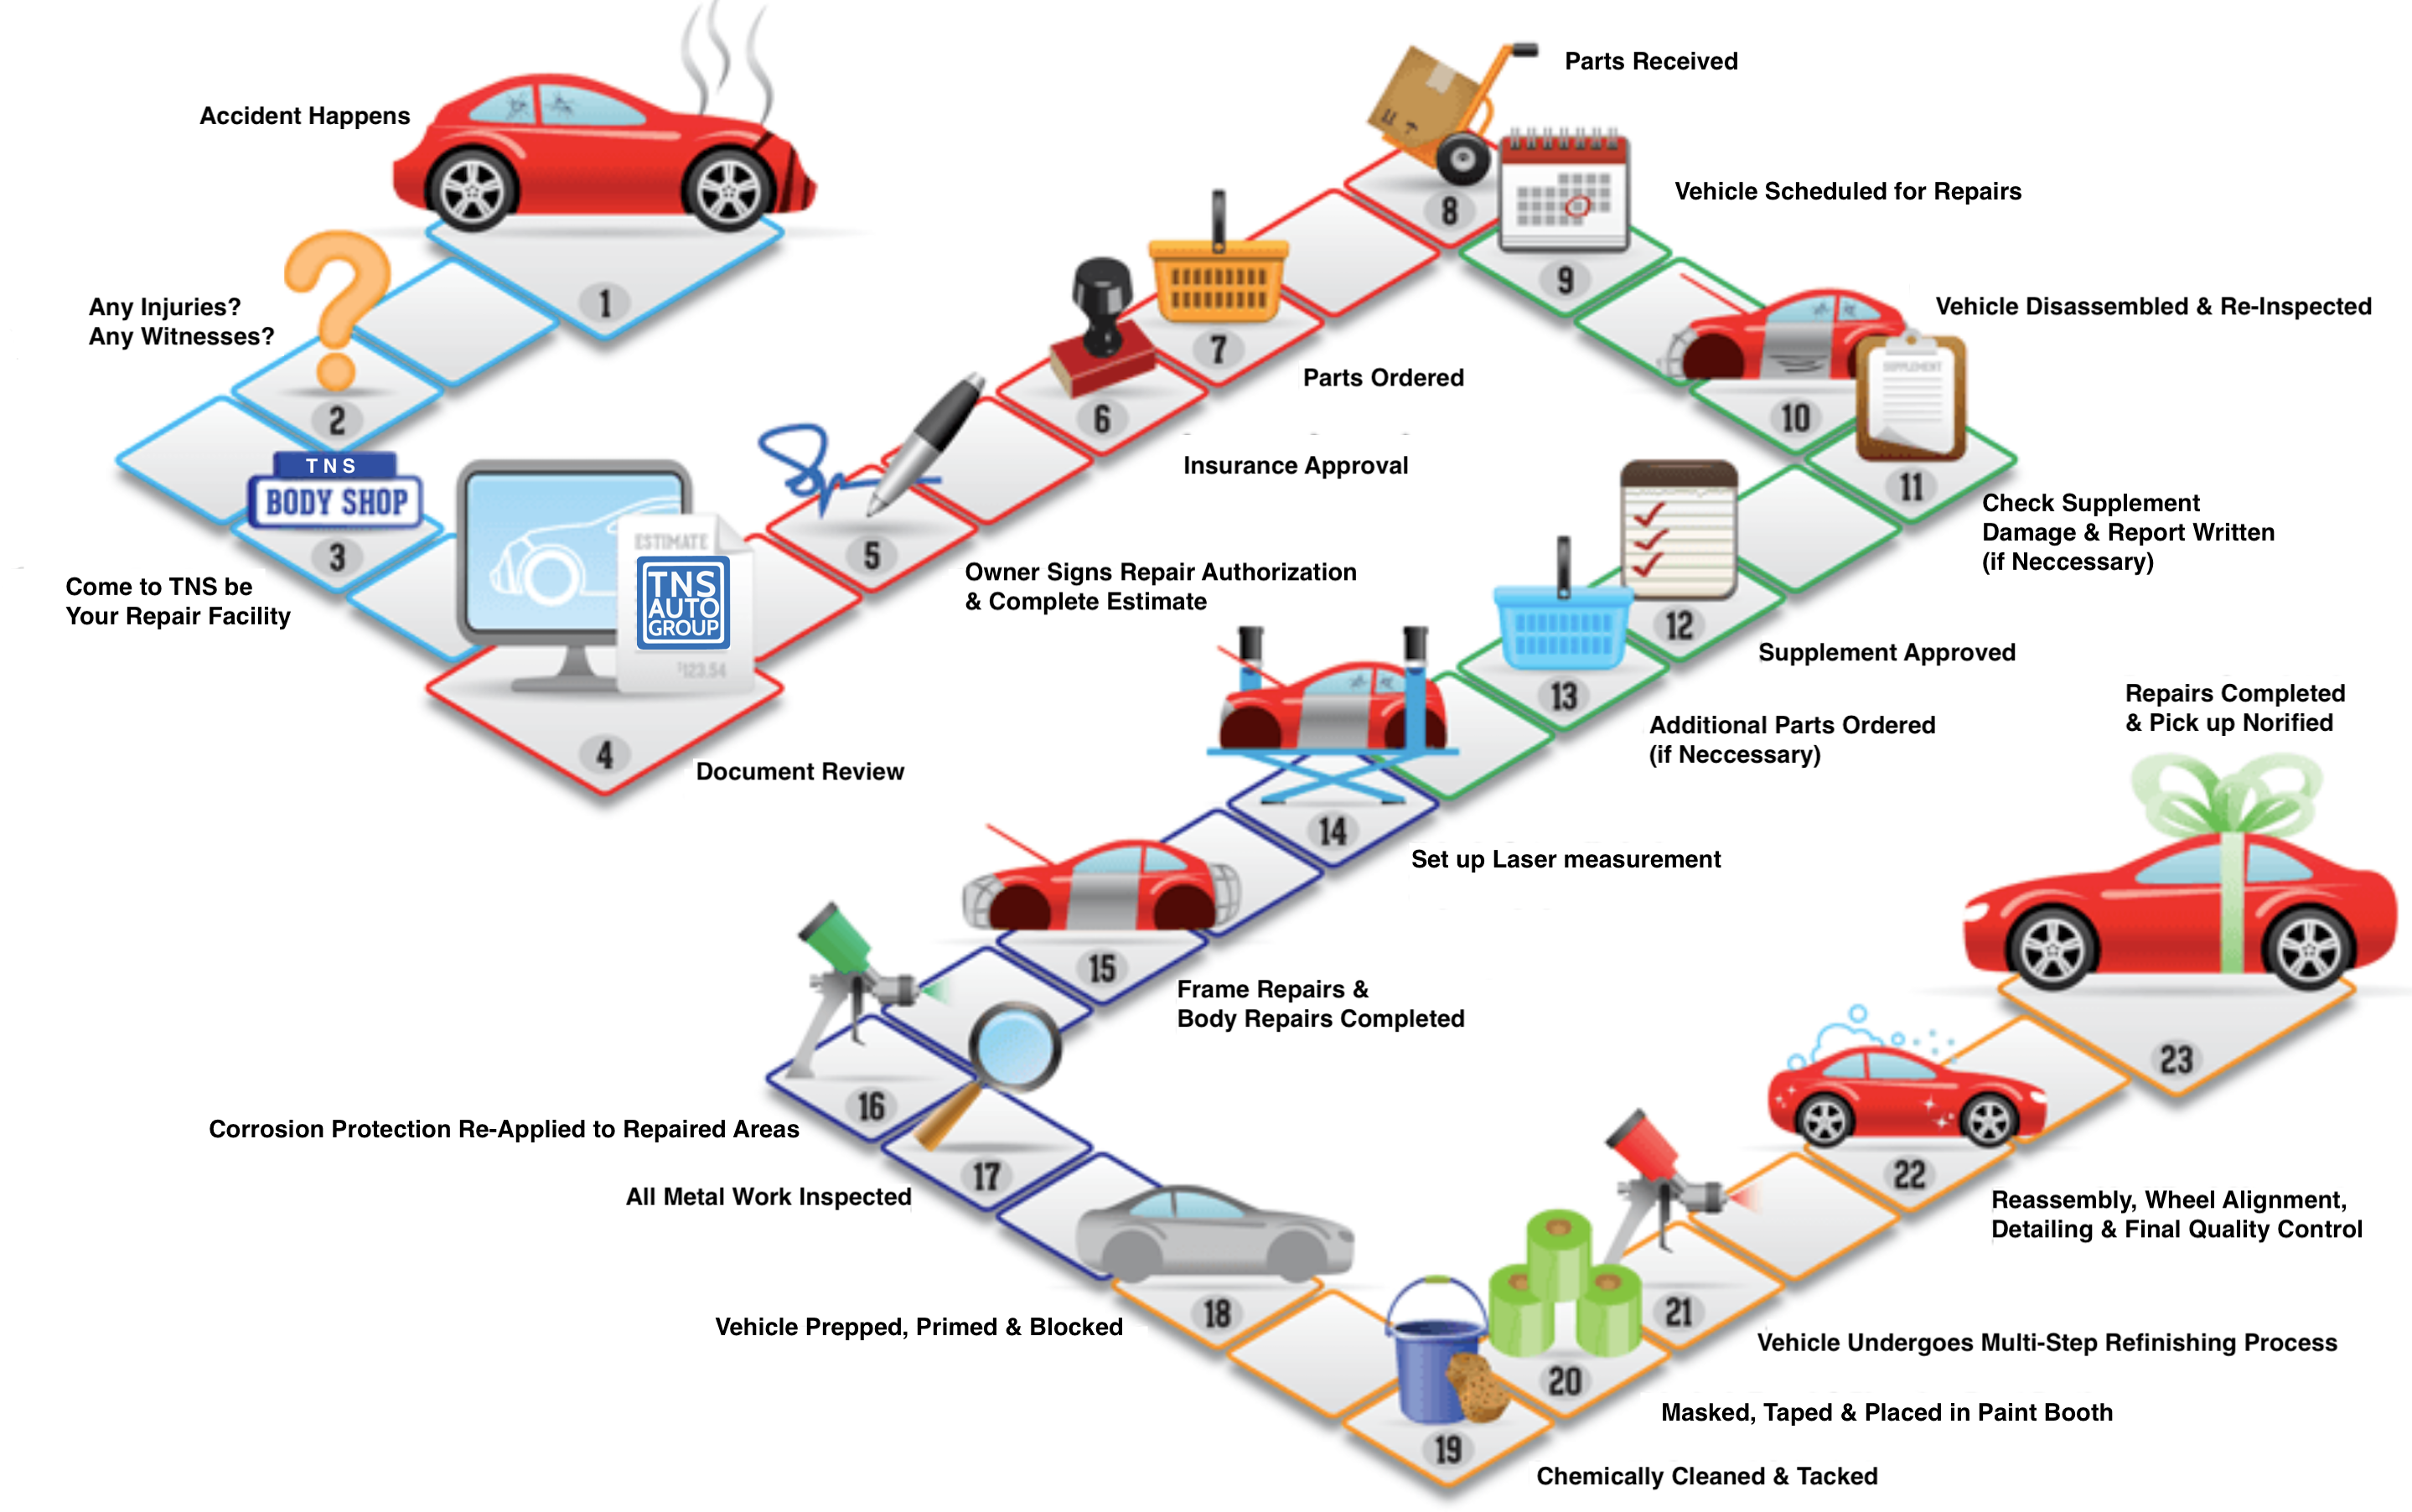 Accident Happens
1
Any Injuries?
Any Witnesses?
2
TNS
BODY SHOP
3
Come to TNS be
Your Repair Facility
ESTIMATE
TNS
AUTO
GROUP
$123.54
4
Document Review
5
Owner Signs Repair Authorization
& Complete Estimate
6
Insurance Approval
7
Parts Ordered
8
Parts Received
9
Vehicle Scheduled for Repairs
10
Vehicle Disassembled & Re-Inspected
SUPPLEMENT
11
Check Supplement
Damage & Report Written
(if Neccessary)
12
Supplement Approved
13
Additional Parts Ordered
(if Neccessary)
14
Set up Laser measurement
15
Frame Repairs &
Body Repairs Completed
16
Corrosion Protection Re-Applied to Repaired Areas
17
All Metal Work Inspected
18
Vehicle Prepped, Primed & Blocked
19
Chemically Cleaned & Tacked
20
Masked, Taped & Placed in Paint Booth
21
Vehicle Undergoes Multi-Step Refinishing Process
22
Reassembly, Wheel Alignment,
Detailing & Final Quality Control
23
Repairs Completed
& Pick up Norified